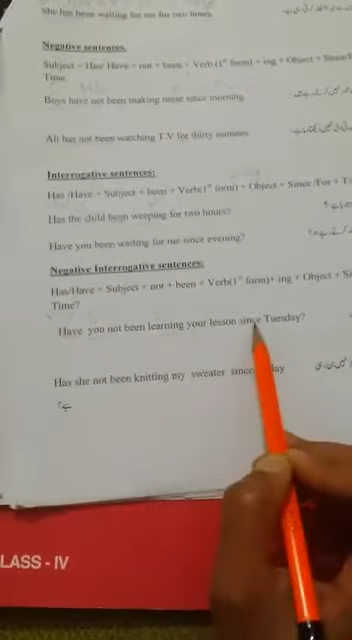 She has been waiting for me for two hours.
Negative sentences.
Subject + Has/ Have + not + been + Verb (1st form) + ing + Object + Since/
Time.
Boys have not been making noise since morning.
Ali has not been watching T.V for thirty minutes.
Interrogative sentences:
Has /Have + Subject + been + Verb(1st form) + Object + Since /For + T
Has the child been weeping for two hours?
Have you been waiting for me since evening?
Negative Interrogative sentences:
Has/Have + Subject + not + been + Verb(1st form)+ ing + Object + Si
Time?
Have you not been learning your lesson since Tuesday?
Has she not been knitting my sweater since day
ہے؟
LASS - IV